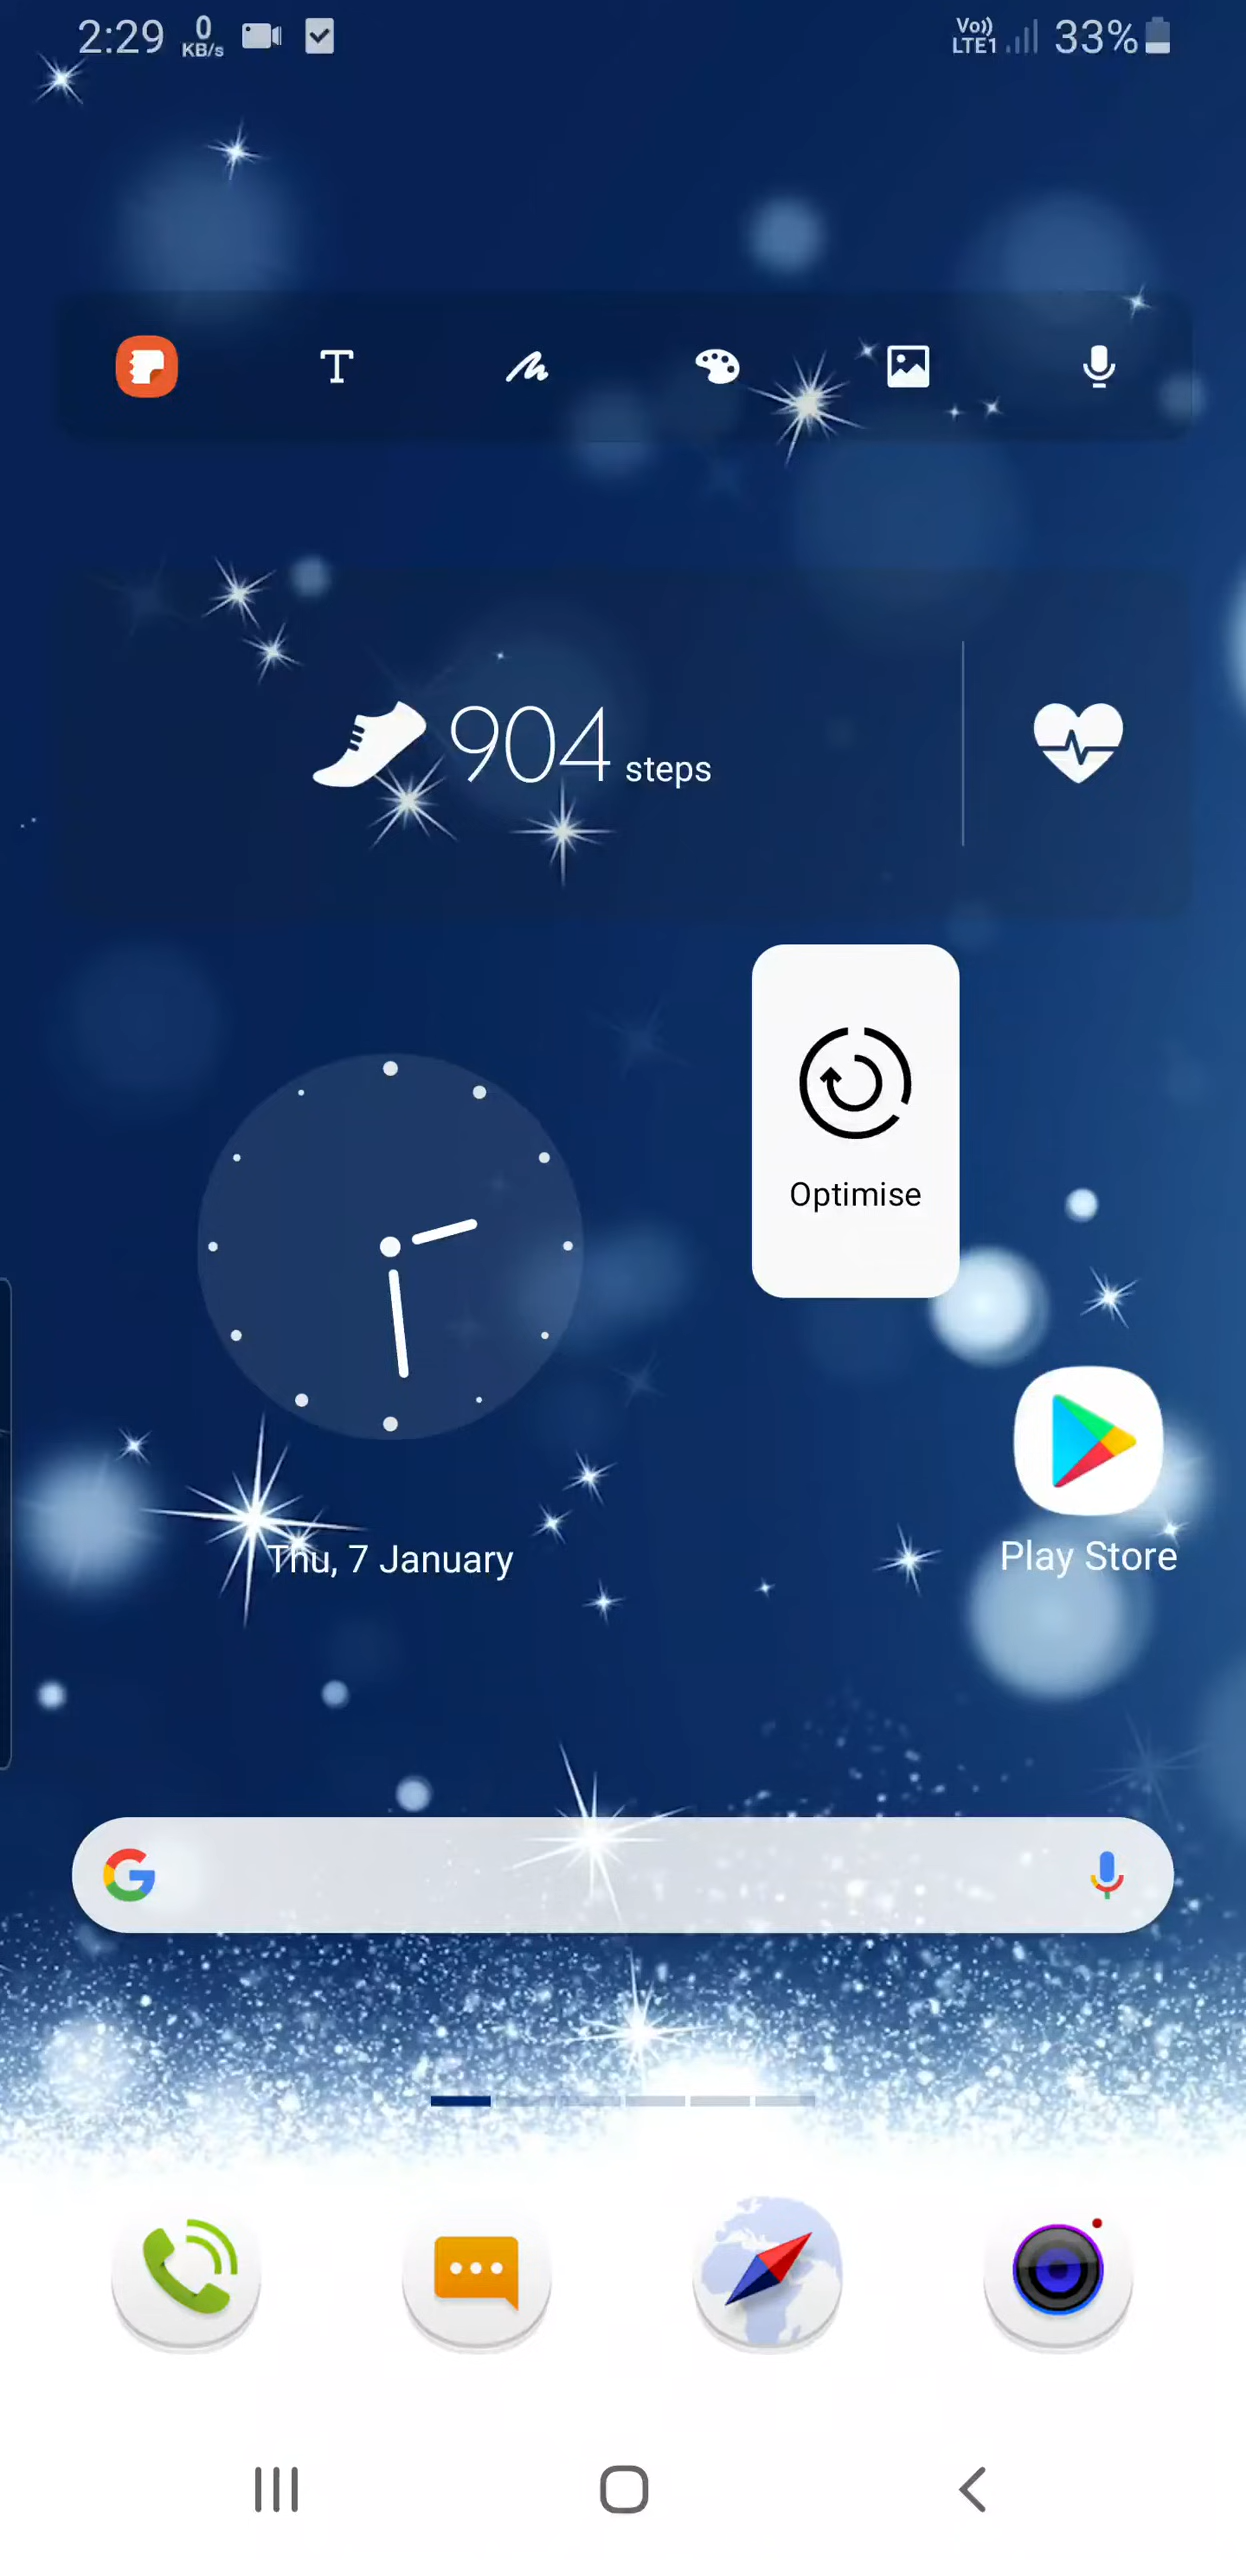 2:29 0 KB/s Vo)) LTE1 33%
904 steps
Optimise
Thu, 7 January
Play Store